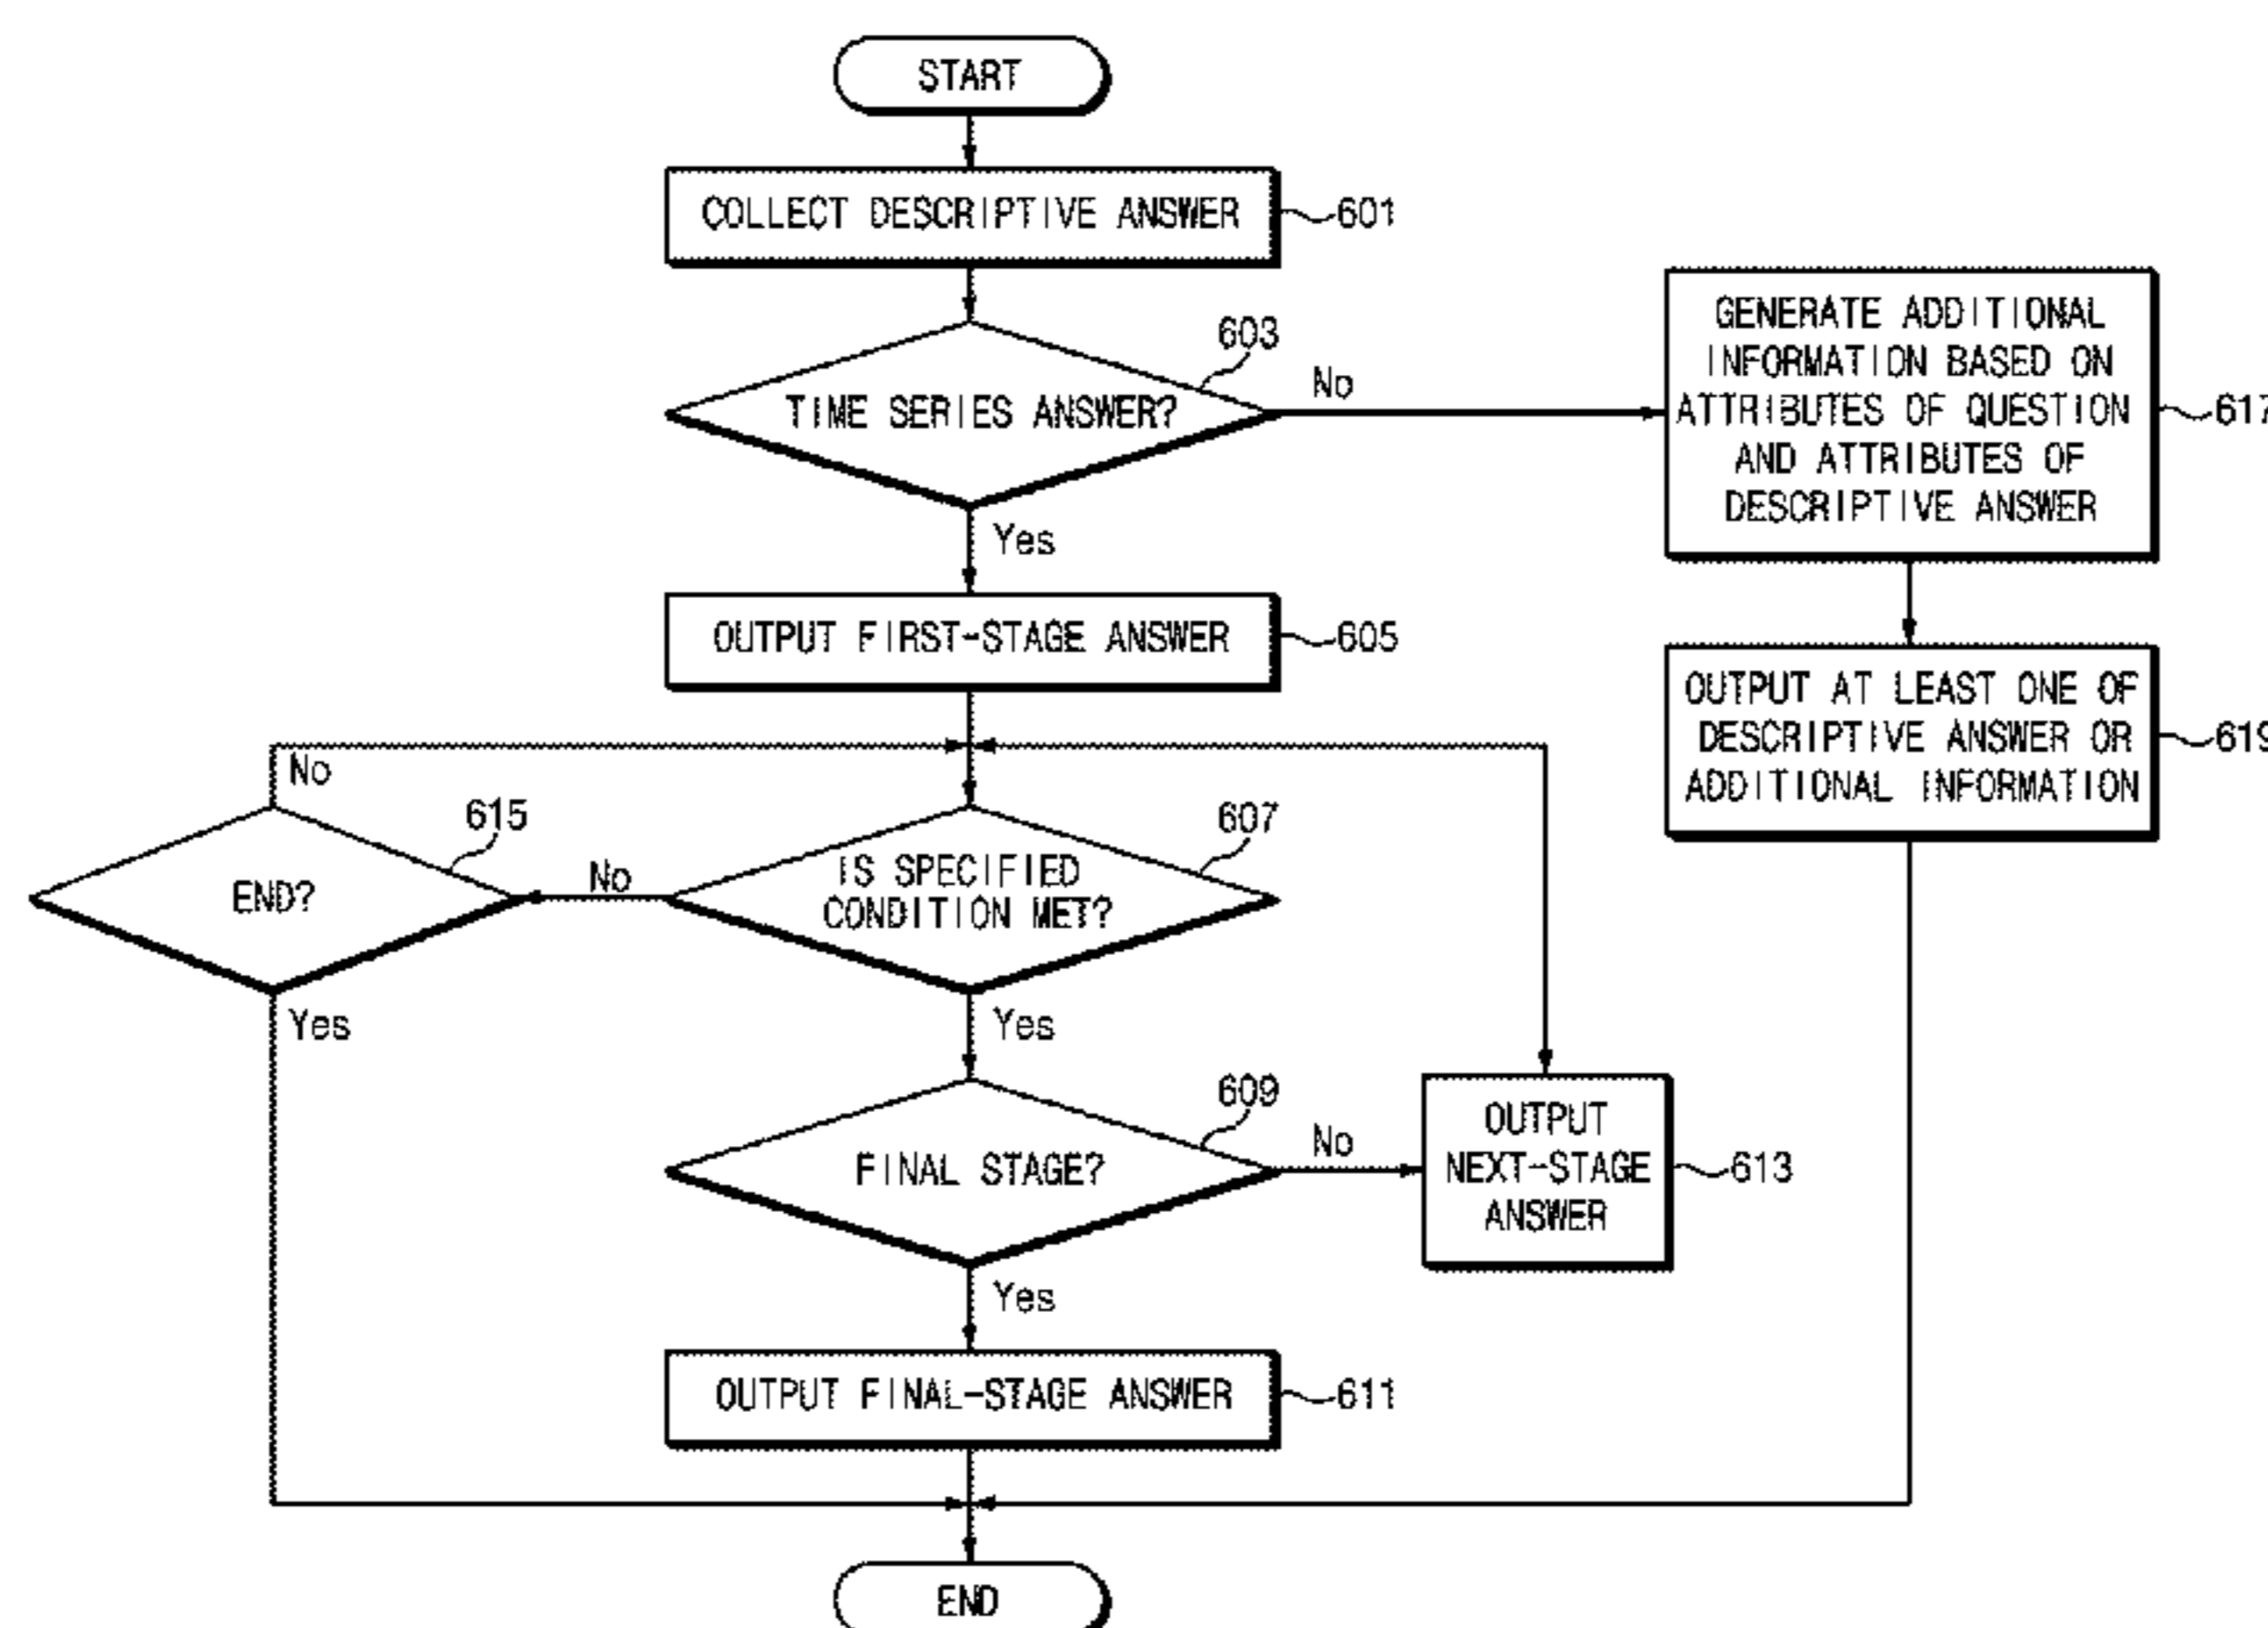 START
COLLECT DESCRIPTIVE ANSWER
601
603
TIME SERIES ANSWER?
No
Yes
GENERATE ADDITIONAL
INFORMATION BASED ON
ATTRIBUTES OF QUESTION
AND ATTRIBUTES OF
DESCRIPTIVE ANSWER
617
OUTPUT FIRST-STAGE ANSWER
605
OUTPUT AT LEAST ONE OF
DESCRIPTIVE ANSWER OR
ADDITIONAL INFORMATION
619
No
615
END?
Yes
No
607
IS SPECIFIED
CONDITION MET?
Yes
609
FINAL STAGE?
No
Yes
OUTPUT
NEXT-STAGE
ANSWER
613
OUTPUT FINAL-STAGE ANSWER
611
END